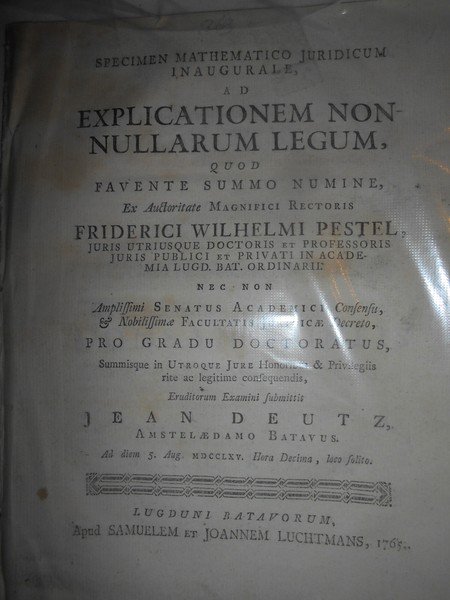 SPECIMEN MATHEMATICO JURIDICUM
INAUGURALE,
AD
EXPLICATIONEM NON-
NULLARUM LEGUM,
QUOD
FAVENTE SUMMO NUMINE,
Ex Auctoritate MAGNIFICI RECTORIS
FRIDERICI WILHELMI PESTEL,
JURIS UTRIUSQUE DOCTORIS ET PROFESSORIS
JURIS PUBLICI ET PRIVATI IN ACADE-
MIA LUGD. BAT. ORDINARII.
NEC NON
Ampliſſimi SENATUS ACADEMICI Conſenſu,
& Nobiliſſimæ FACULTATIS JURIDICÆ Decreto,
PRO GRADU DOCTORATUS,
Summisque in UTROQUE JURE Honoribus & Privilegiis
rite ac legitime conſequendis,
Eruditorum Examini ſubmittit
JEAN DEUTZ,
AMSTELÆDAMO BATAVUS.
Ad diem 5. Aug. MDCCLXV. Hora Decima, loco ſolito.
LUGDUNI BATAVORUM,
Apud SAMUELEM ET JOANNEM LUCHTMANS, 1765.